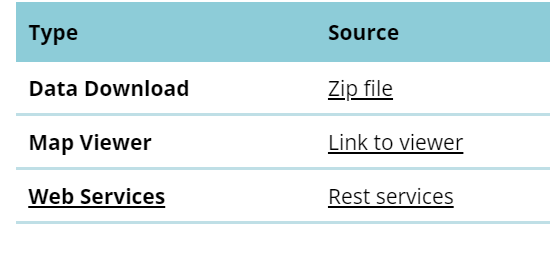 Type Source
Data Download Zip file
Map Viewer Link to viewer
Web Services Rest services